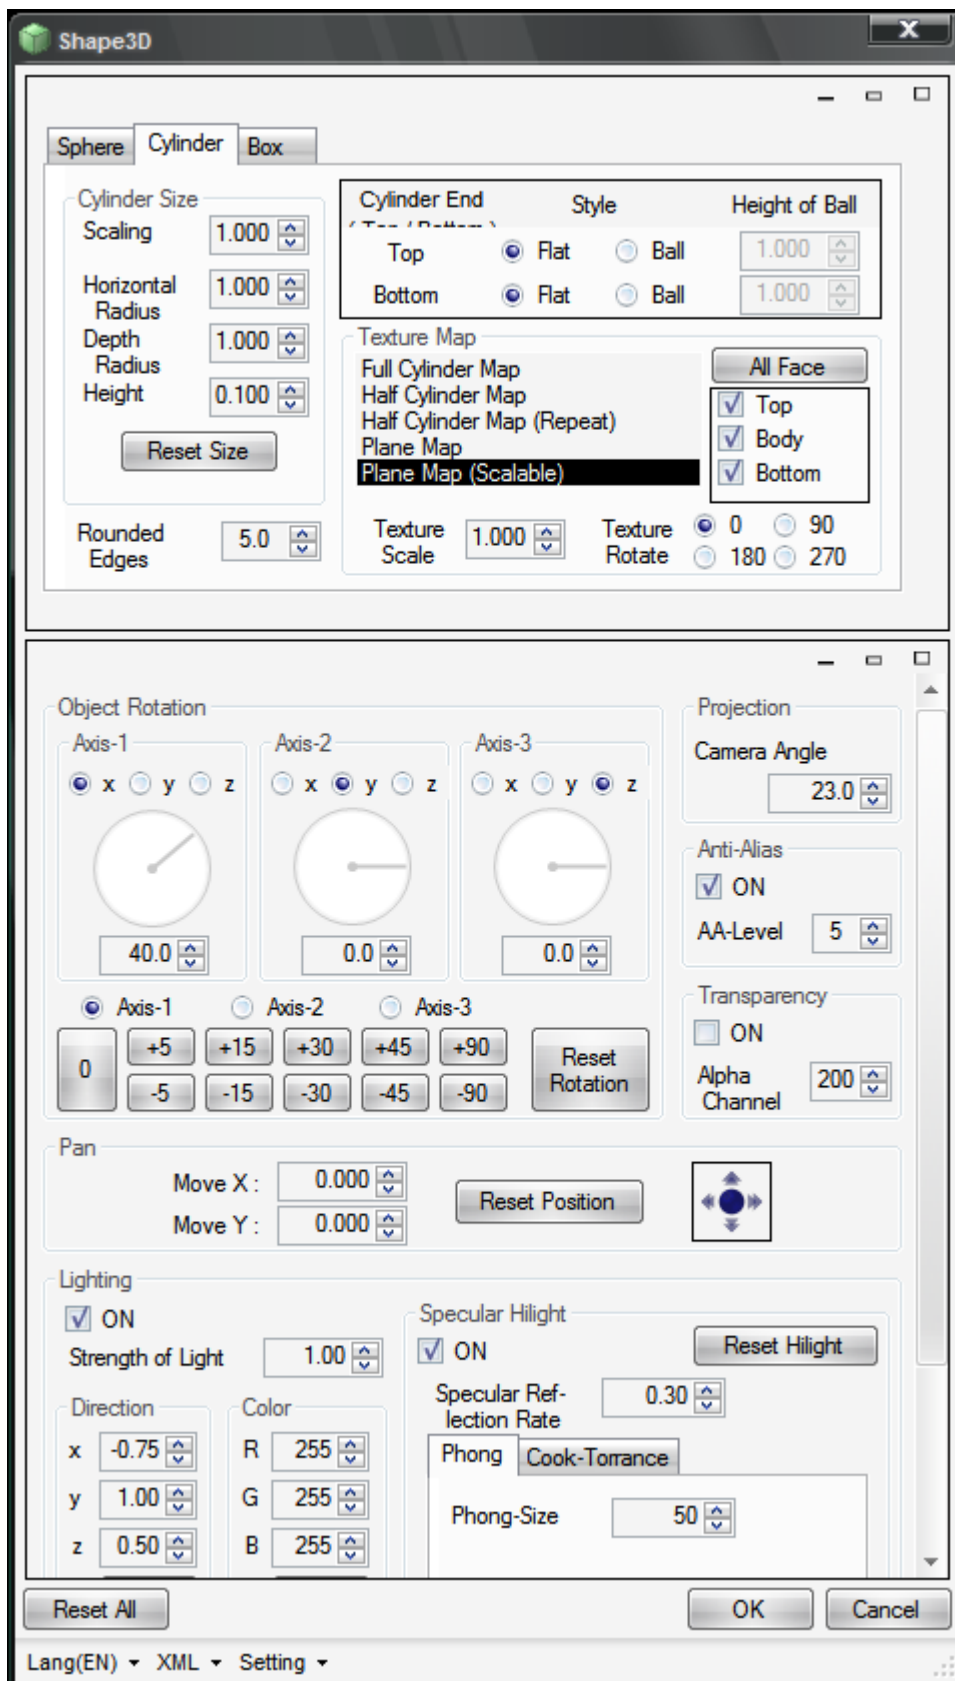 Shape3D
Sphere Cylinder Box
Cylinder Size
Scaling 1.000
Horizontal Radius 1.000
Depth Radius 1.000
Height 0.100
Reset Size
Rounded Edges 5.0
Cylinder End Style Height of Ball
( Top / Bottom )
Top Flat Ball 1.000
Bottom Flat Ball 1.000
Texture Map
Full Cylinder Map
Half Cylinder Map
Half Cylinder Map (Repeat)
Plane Map
Plane Map (Scalable)
All Face
Top
Body
Bottom
Texture Scale 1.000
Texture Rotate 0 90
180 270
Object Rotation
Axis-1 Axis-2 Axis-3
x y z x y z x y z
40.0 0.0 0.0
Axis-1 Axis-2 Axis-3
0 +5 +15 +30 +45 +90
-5 -15 -30 -45 -90
Reset Rotation
Projection
Camera Angle
23.0
Anti-Alias
ON
AA-Level 5
Transparency
ON
Alpha Channel 200
Pan
Move X : 0.000
Move Y : 0.000
Reset Position
Lighting
ON
Strength of Light 1.00
Direction
x -0.75
y 1.00
z 0.50
Color
R 255
G 255
B 255
Specular Hilight
ON
Reset Hilight
Specular Ref-
lection Rate 0.30
Phong Cook-Torrance
Phong-Size 50
Reset All OK Cancel
Lang(EN) XML Setting